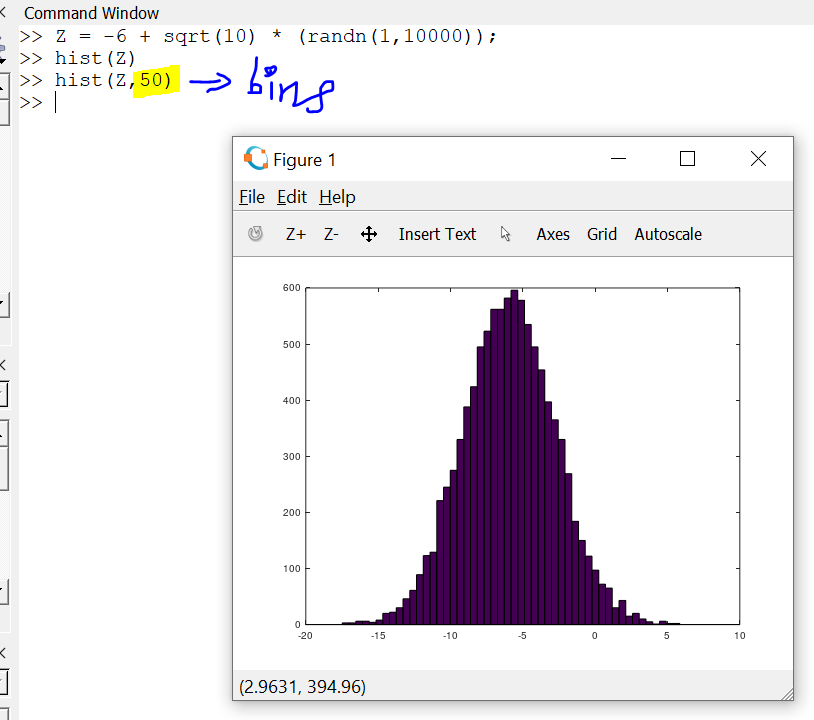 Command Window
>> Z = -6 + sqrt(10) * (randn(1,10000));
>> hist(Z)
>> hist(Z,50) → bins
>>
Figure 1
File Edit Help
Z+ Z- Insert Text Axes Grid Autoscale
600
500
400
300
200
100
0
-20 -15 -10 -5 0 5 10
(2.9631, 394.96)